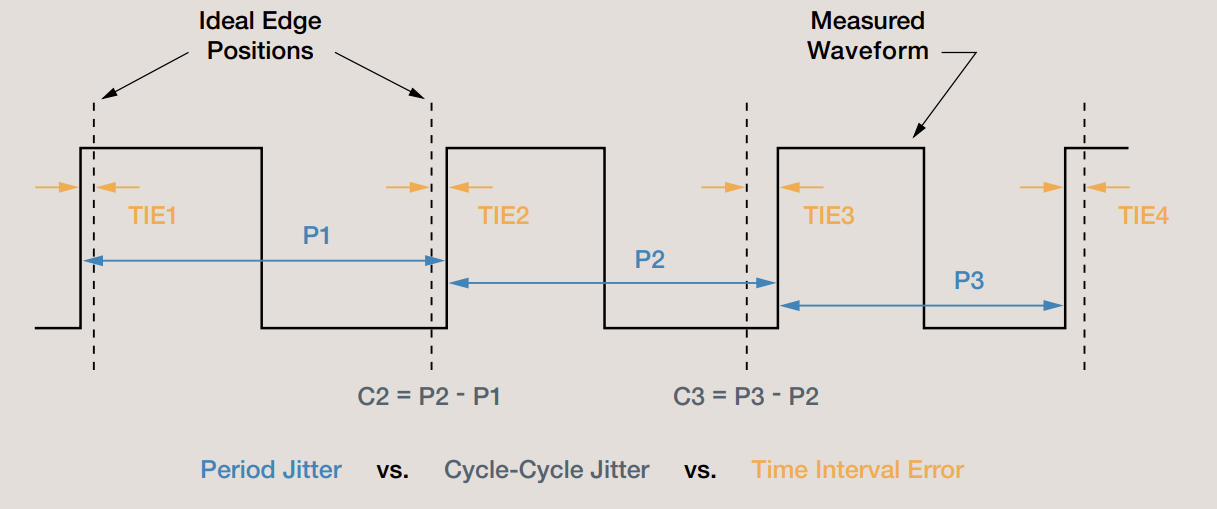 Ideal Edge
Positions
Measured
Waveform
TIE1
TIE2
TIE3
TIE4
P1
P2
P3
C2 = P2 - P1
C3 = P3 - P2
Period Jitter vs. Cycle-Cycle Jitter vs. Time Interval Error